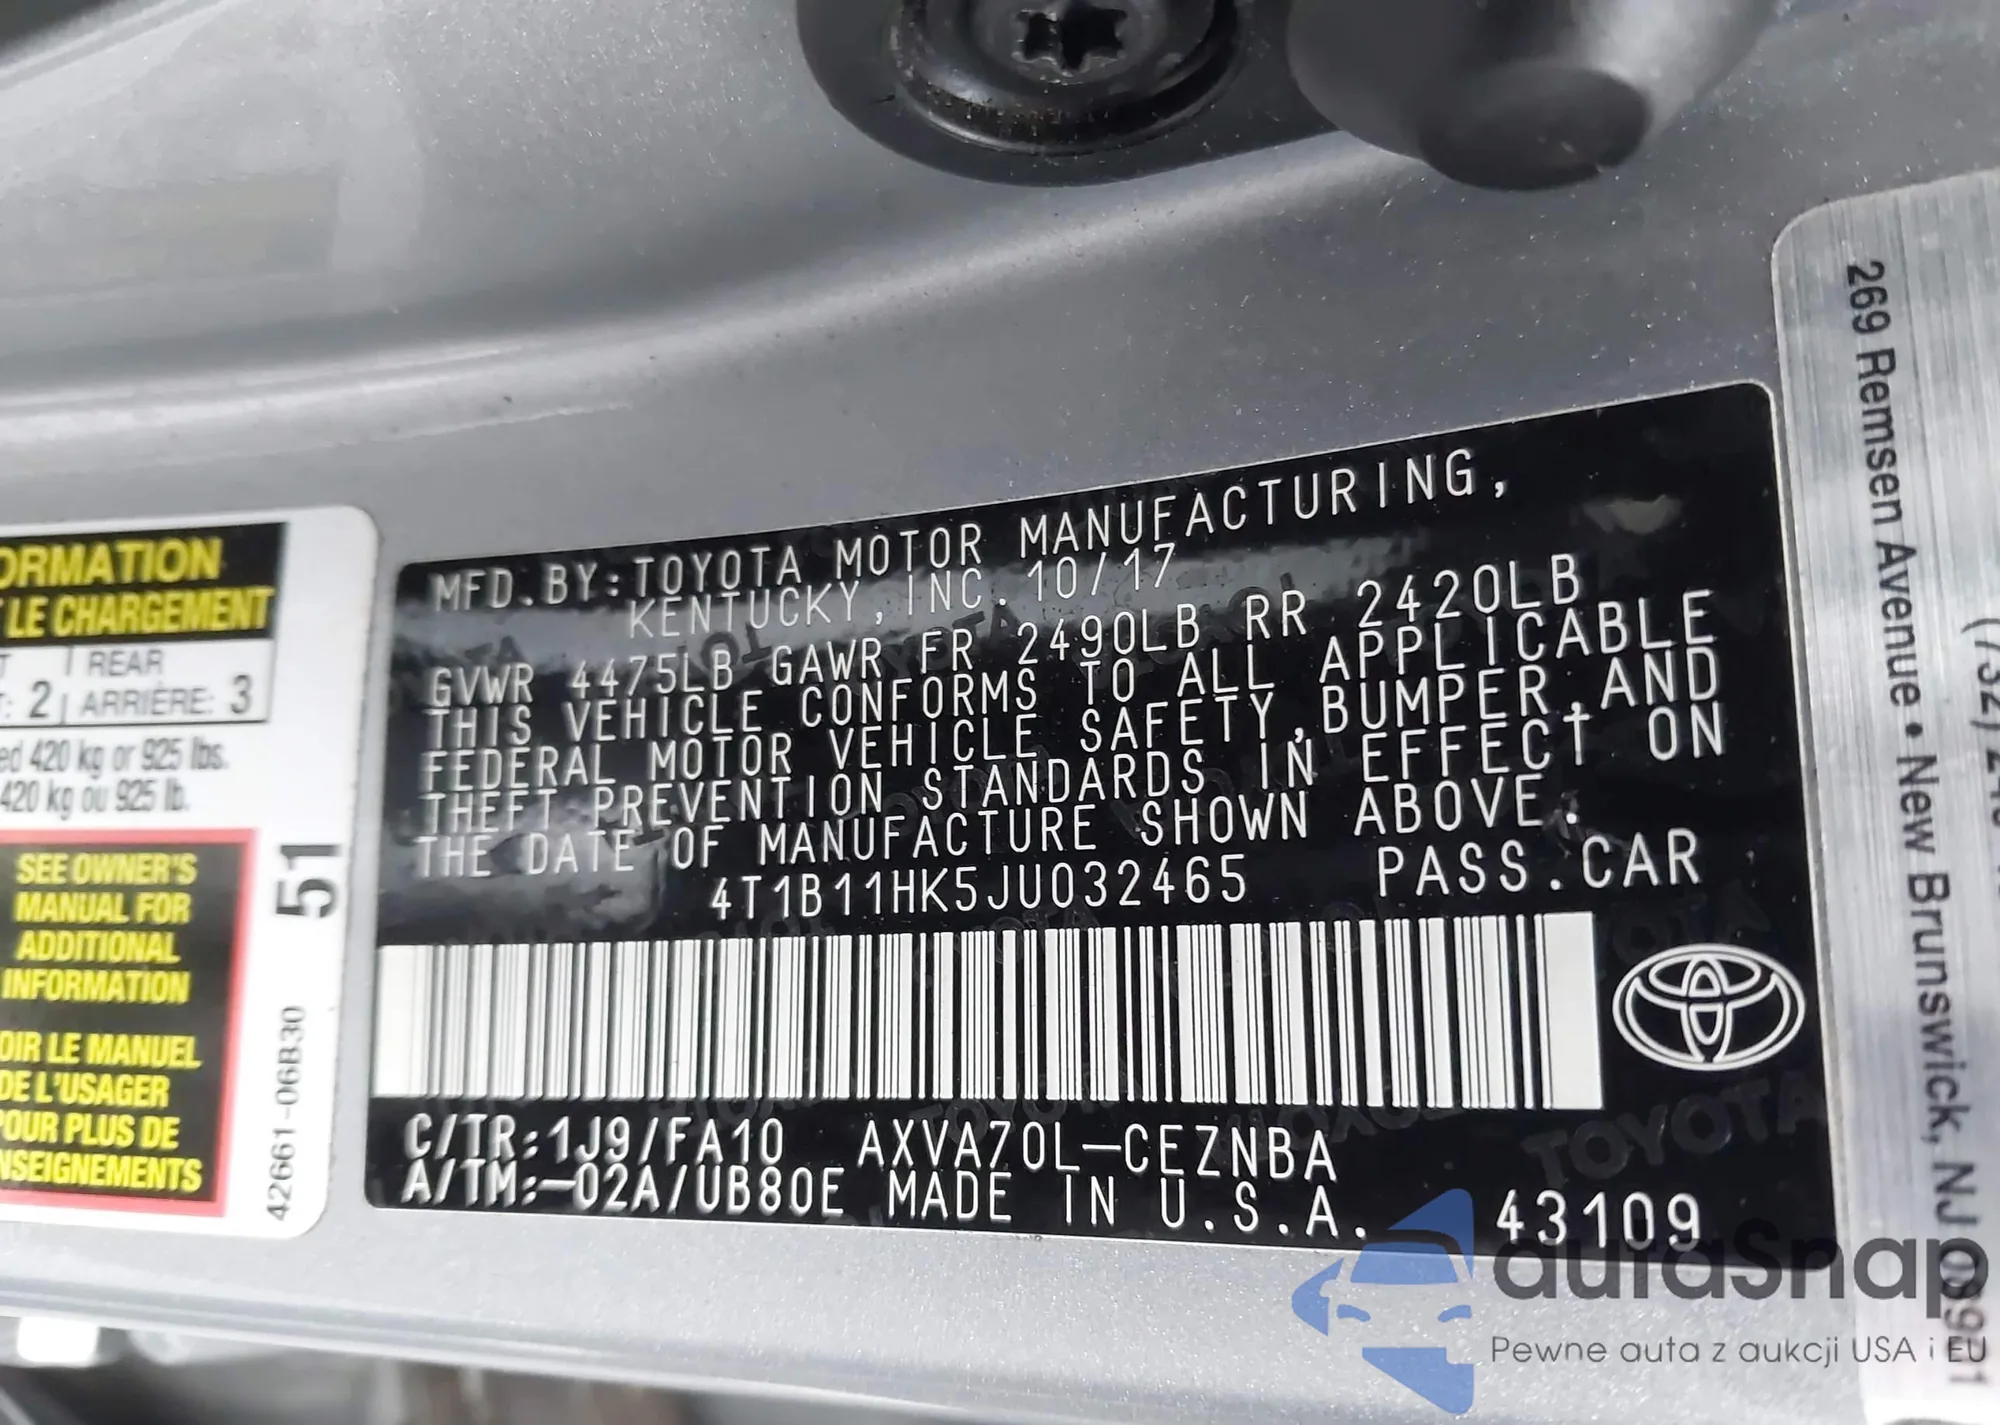 ORMATION
LE CHARGEMENT
REAR
: 2 ARRIÈRE: 3
ed 420 kg or 925 lbs.
420 kg ou 925 lb.
SEE OWNER'S
MANUAL FOR
ADDITIONAL
INFORMATION
OIR LE MANUEL
DE L'USAGER
POUR PLUS DE
NSEIGNEMENTS
51
42661-06B30
MFD.BY:TOYOTA MOTOR MANUFACTURING,
KENTUCKY, INC. 10/17
GVWR 4475LB GAWR FR 2490LB RR 2420LB
THIS VEHICLE CONFORMS TO ALL APPLICABLE
FEDERAL MOTOR VEHICLE SAFETY,BUMPER,AND
THEFT PREVENTION STANDARDS IN EFFECT ON
THE DATE OF MANUFACTURE SHOWN ABOVE.
4T1B11HK5JU032465 PASS.CAR
C/TR:1J9/FA10 AXVA70L-CEZNBA
A/TM:-02A/UB80E MADE IN U.S.A. 43109
269 Remsen Avenue • New Brunswick, NJ 08901
(732)
autaSnap
Pewne auta z aukcji USA i EU